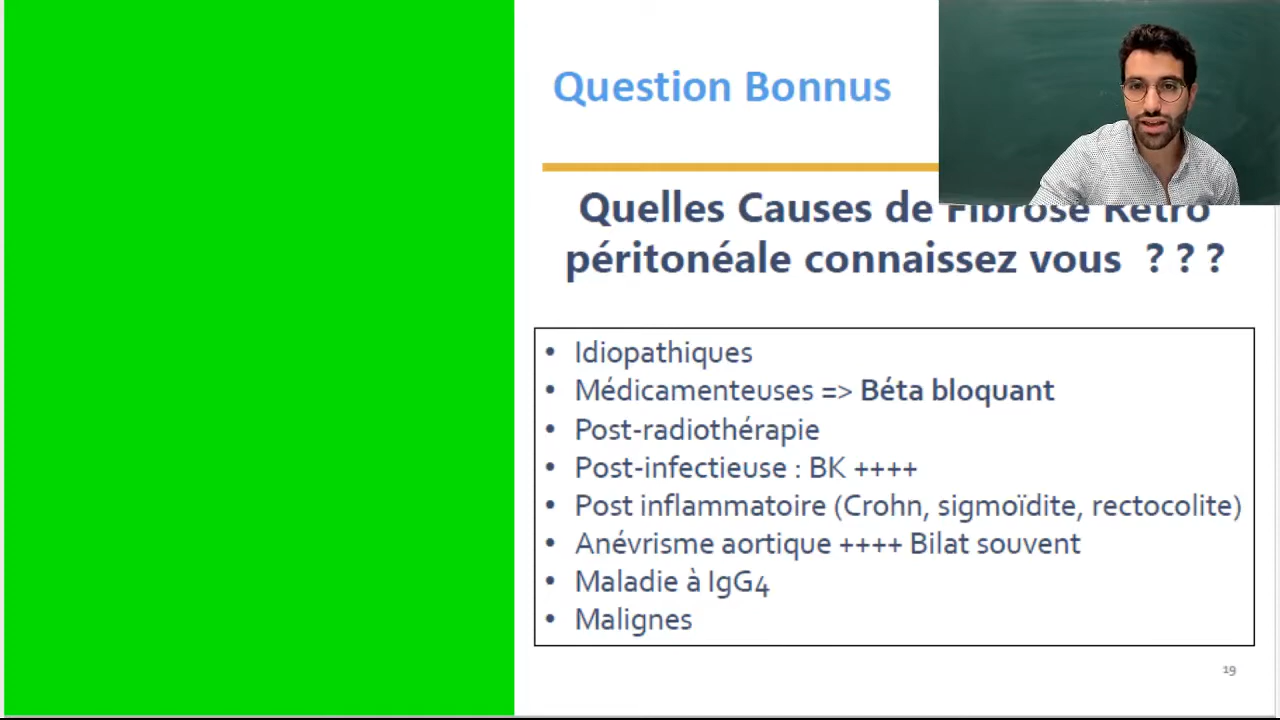 Question Bonnus
Quelles Causes de Fibrose Rétro
péritonéale connaissez vous ? ? ?
• Idiopathiques
• Médicamenteuses => Béta bloquant
• Post-radiothérapie
• Post-infectieuse : BK ++++
• Post inflammatoire (Crohn, sigmoïdite, rectocolite)
• Anévrisme aortique ++++ Bilat souvent
• Maladie à IgG4
• Malignes
19